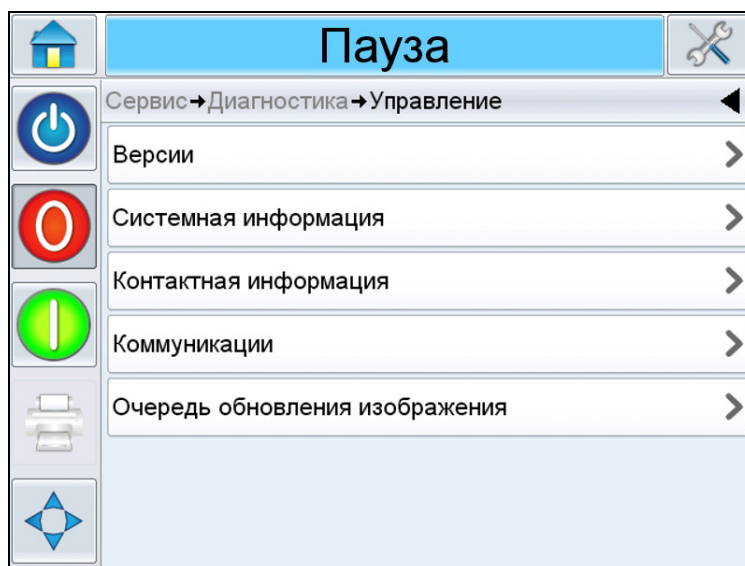 Пауза
Сервис➔Диагностика➔Управление
Версии
Системная информация
Контактная информация
Коммуникации
Очередь обновления изображения